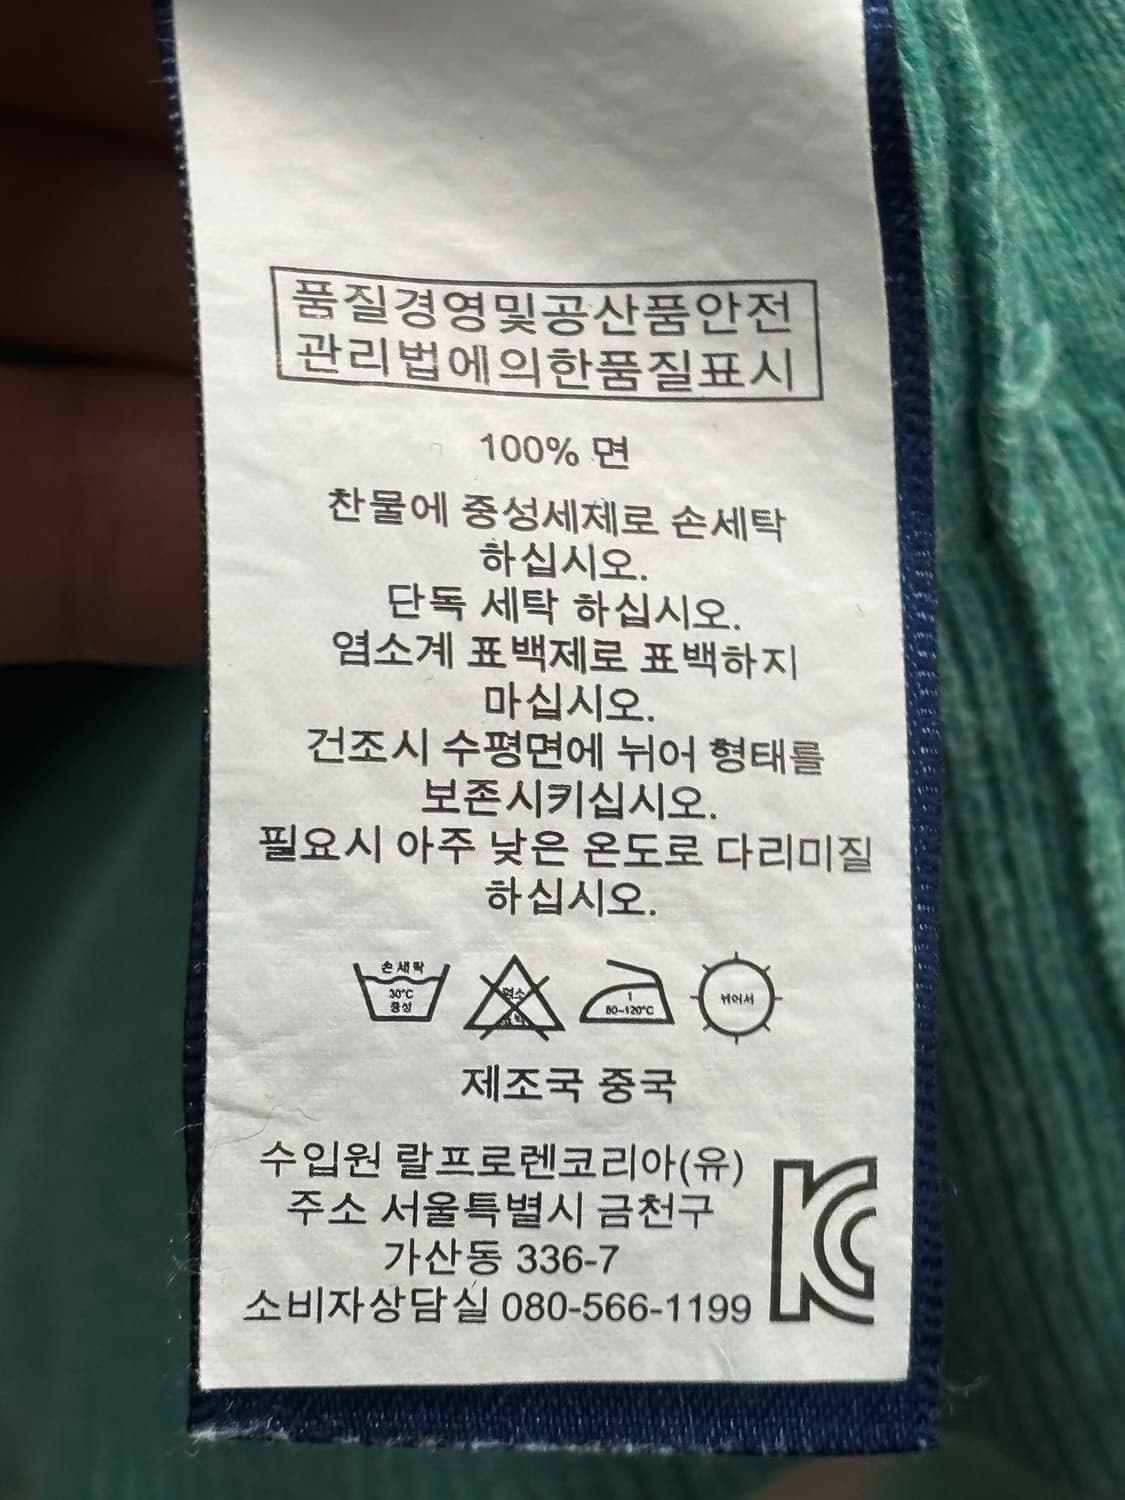 품질경영및공산품안전
관리법에의한품질표시
100% 면
찬물에 중성세제로 손세탁
하십시오.
단독 세탁 하십시오.
염소계 표백제로 표백하지
마십시오.
건조시 수평면에 뉘어 형태를
보존시키십시오.
필요시 아주 낮은 온도로 다리미질
하십시오.
손세탁
30°C
중성
염소
표백
1
80~120°C
뉘어서
제조국 중국
수입원 랄프로렌코리아(유)
주소 서울특별시 금천구
가산동 336-7
소비자상담실 080-566-1199
KC